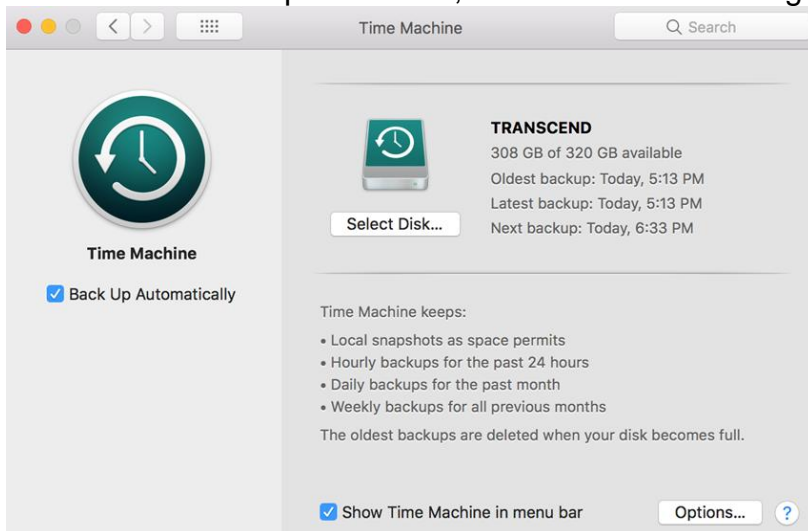 Time Machine
Search
TRANSCEND
308 GB of 320 GB available
Oldest backup: Today, 5:13 PM
Latest backup: Today, 5:13 PM
Select Disk...
Next backup: Today, 6:33 PM
Time Machine
Back Up Automatically
Time Machine keeps:
• Local snapshots as space permits
• Hourly backups for the past 24 hours
• Daily backups for the past month
• Weekly backups for all previous months
The oldest backups are deleted when your disk becomes full.
Show Time Machine in menu bar
Options...
?